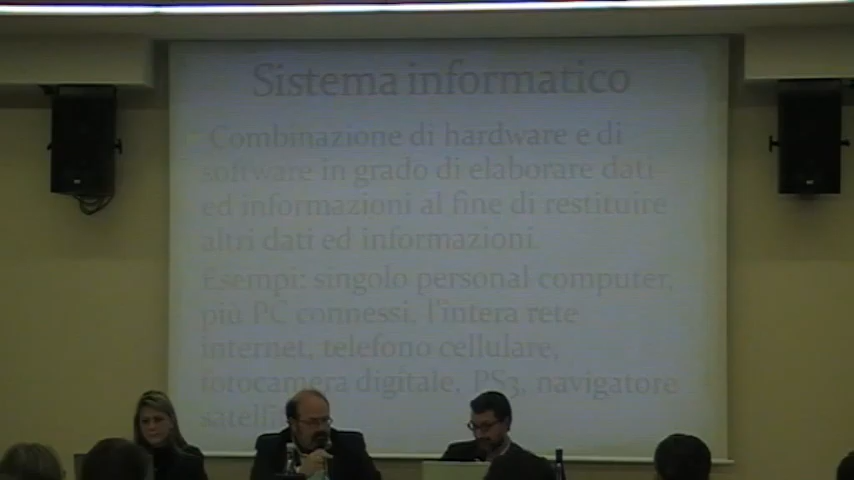 Sistema informatico
Combinazione di hardware e di
software in grado di elaborare dati
ed informazioni al fine di restituire
altri dati ed informazioni.
Esempi: singolo personal computer,
più PC connessi, l'intera rete
internet, telefono cellulare,
fotocamera digitale, PS3, navigatore